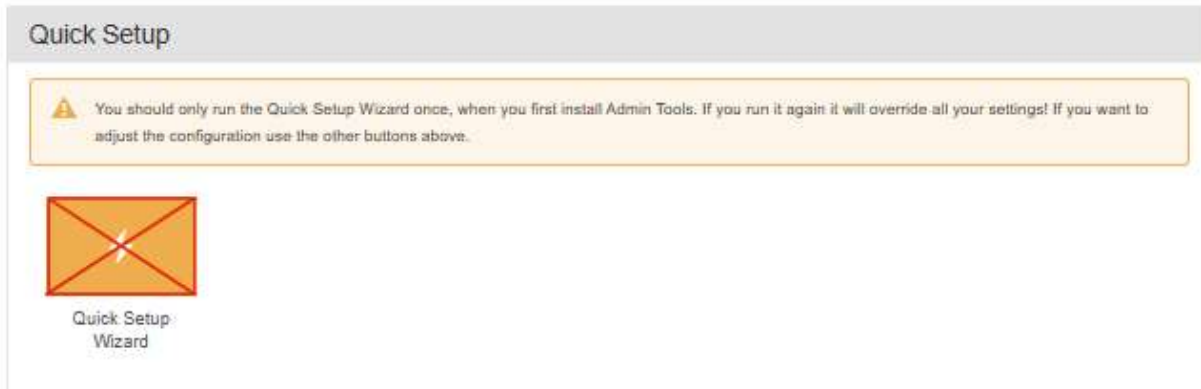 Quick Setup
You should only run the Quick Setup Wizard once, when you first install Admin Tools. If you run it again it will override all your settings! If you want to
adjust the configuration use the other buttons above.
Quick Setup
Wizard